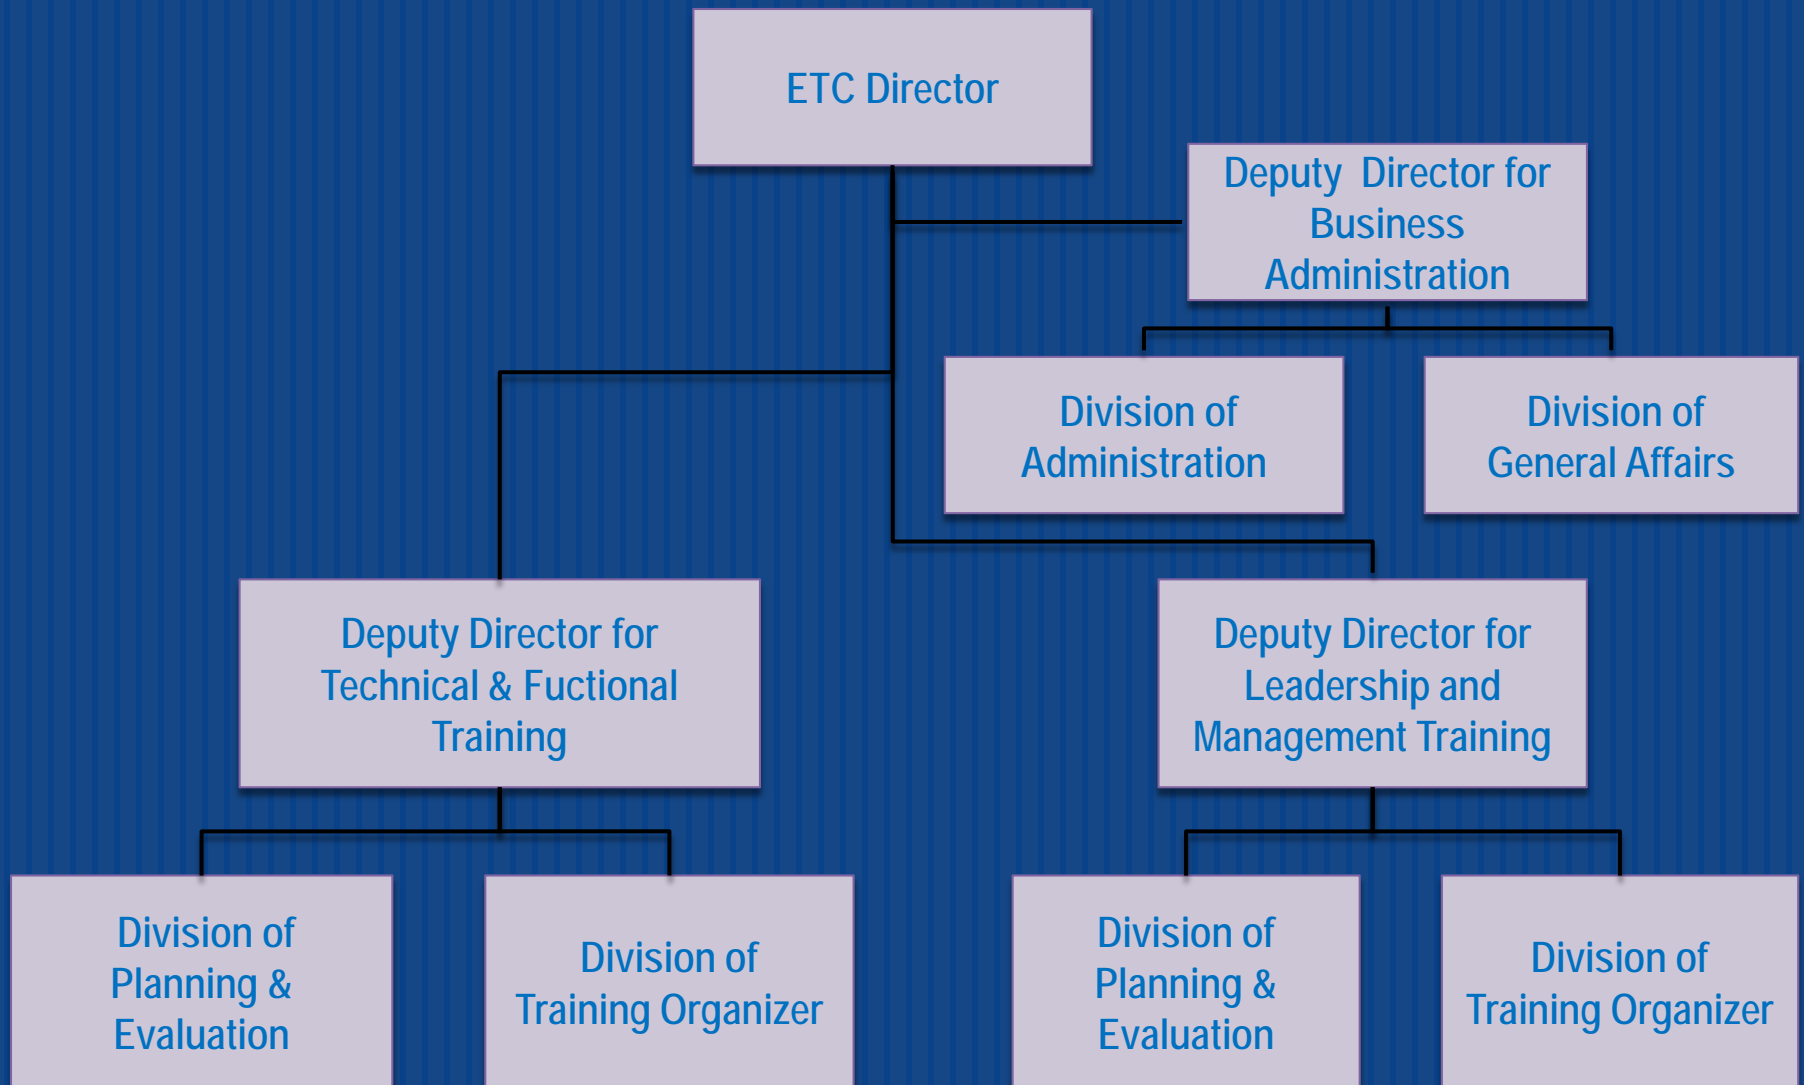 ETC Director
Deputy  Director for
Business
Administration
Division of
Administration
Division of
General Affairs
Deputy Director for
Technical & Fuctional
Training
Deputy Director for
Leadership and
Management Training
Division of
Planning &
Evaluation
Division of
Training Organizer
Division of
Planning &
Evaluation
Division of
Training Organizer